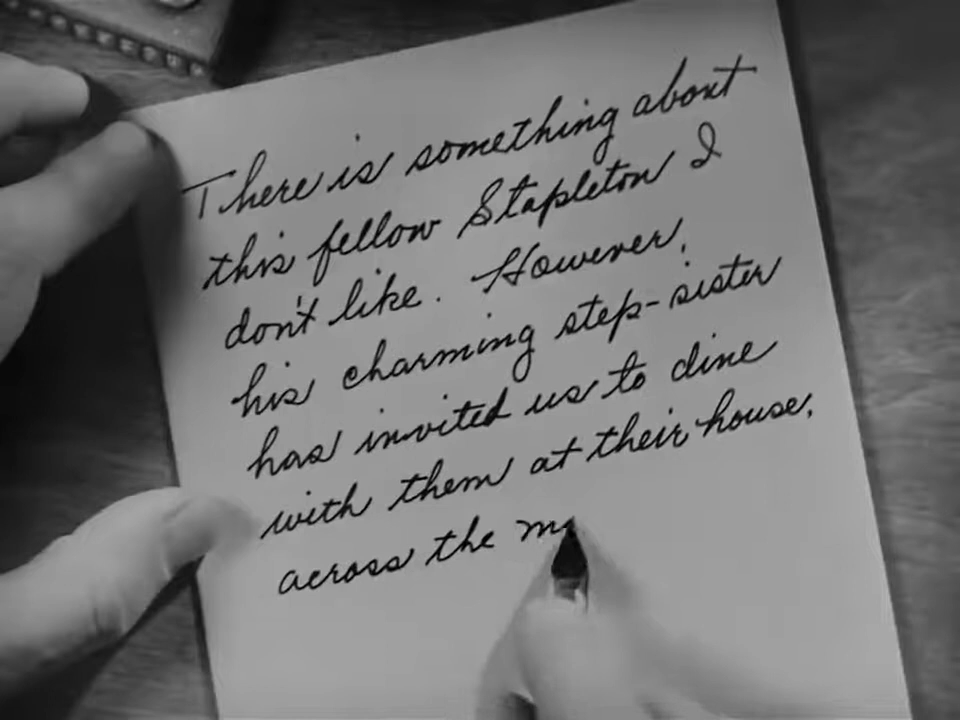 There is something about
this fellow Stapleton I
don't like. However,
his charming step-sister
has invited us to dine
with them at their house,
across the m